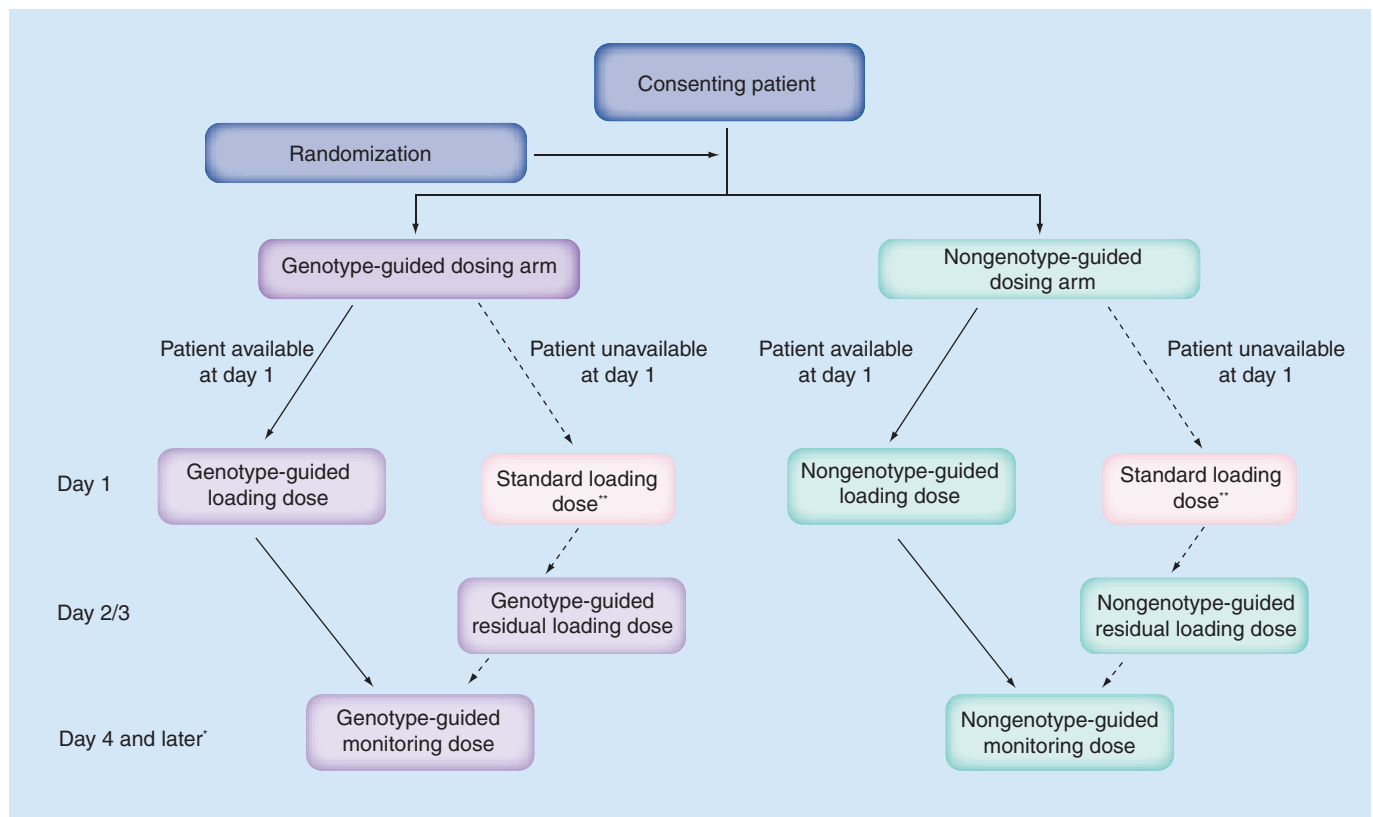 Consenting patient
Randomization
Genotype-guided dosing arm
Nongenotype-guided
dosing arm
Patient available
at day 1
Patient unavailable
at day 1
Patient available
at day 1
Patient unavailable
at day 1
Day 1
Genotype-guided
loading dose
Standard loading
dose**
Nongenotype-guided
loading dose
Standard loading
dose**
Day 2/3
Genotype-guided
residual loading dose
Nongenotype-guided
residual loading dose
Day 4 and later*
Genotype-guided
monitoring dose
Nongenotype-guided
monitoring dose